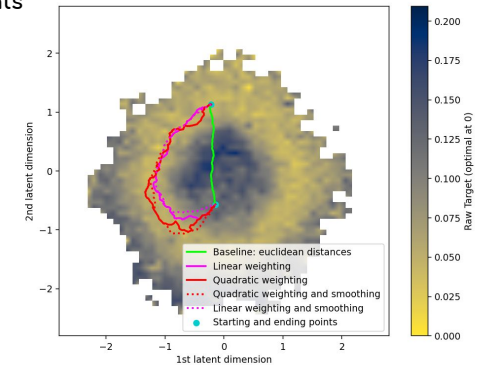 nts
2
1
0
−1
−2
2nd latent dimension
−2
−1
0
1
2
1st latent dimension
Baseline: euclidean distances
Linear weighting
Quadratic weighting
Quadratic weighting and smoothing
Linear weighting and smoothing
Starting and ending points
0.200
0.175
0.150
0.125
0.100
0.075
0.050
0.025
0.000
Raw Target (optimal at 0)